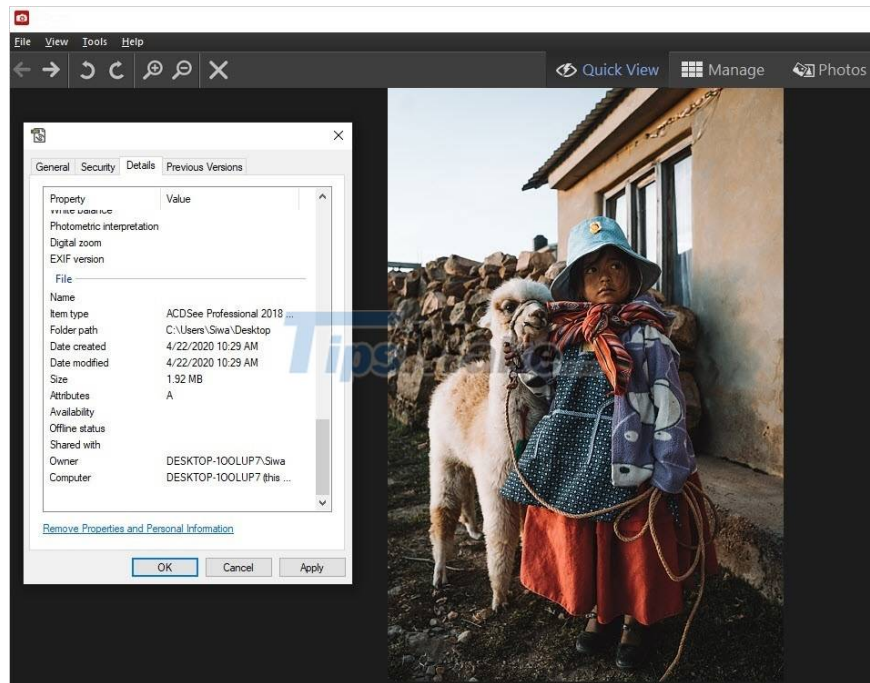 File View Tools Help
Quick View Manage Photos
General Security Details Previous Versions
Property Value
White balance
Photometric interpretation
Digital zoom
EXIF version
File
Name
Item type ACDSee Professional 2018 ...
Folder path C:\Users\Siwa\Desktop
Date created 4/22/2020 10:29 AM
Date modified 4/22/2020 10:29 AM
Size 1.92 MB
Attributes A
Availability
Offline status
Shared with
Owner DESKTOP-1OOLUP7\Siwa
Computer DESKTOP-1OOLUP7 (this ...
TipsMake
Remove Properties and Personal Information
OK Cancel Apply